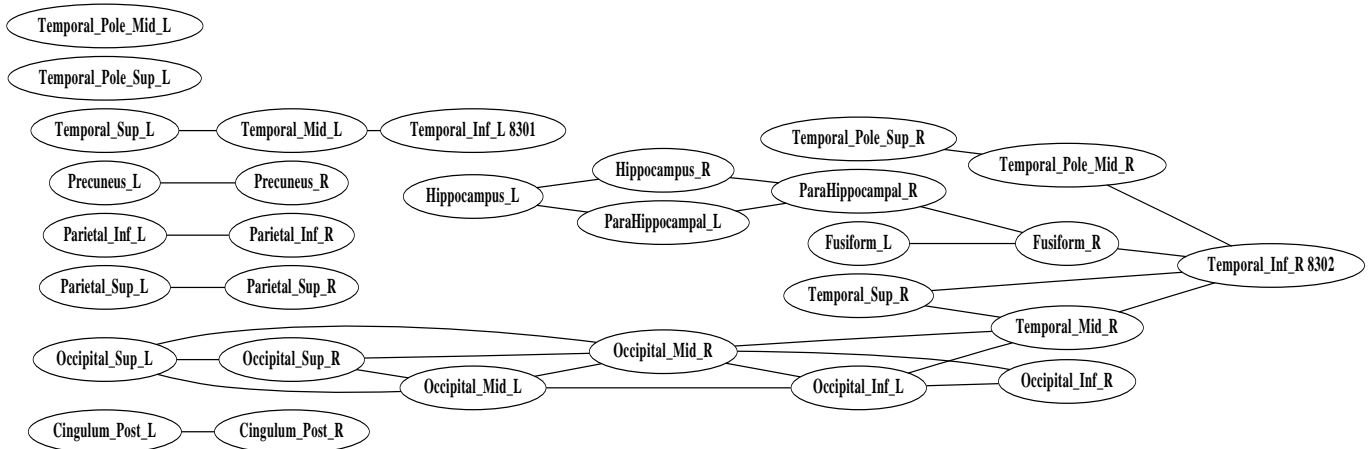 Temporal_Pole_Mid_L
Temporal_Pole_Sup_L
Temporal_Sup_L
Temporal_Mid_L
Temporal_Inf_L 8301
Temporal_Pole_Sup_R
Temporal_Pole_Mid_R
Precuneus_L
Precuneus_R
Hippocampus_L
Hippocampus_R
ParaHippocampal_R
ParaHippocampal_L
Parietal_Inf_L
Parietal_Inf_R
Fusiform_L
Fusiform_R
Temporal_Inf_R 8302
Parietal_Sup_L
Parietal_Sup_R
Temporal_Sup_R
Temporal_Mid_R
Occipital_Sup_L
Occipital_Sup_R
Occipital_Mid_R
Occipital_Mid_L
Occipital_Inf_L
Occipital_Inf_R
Cingulum_Post_L
Cingulum_Post_R